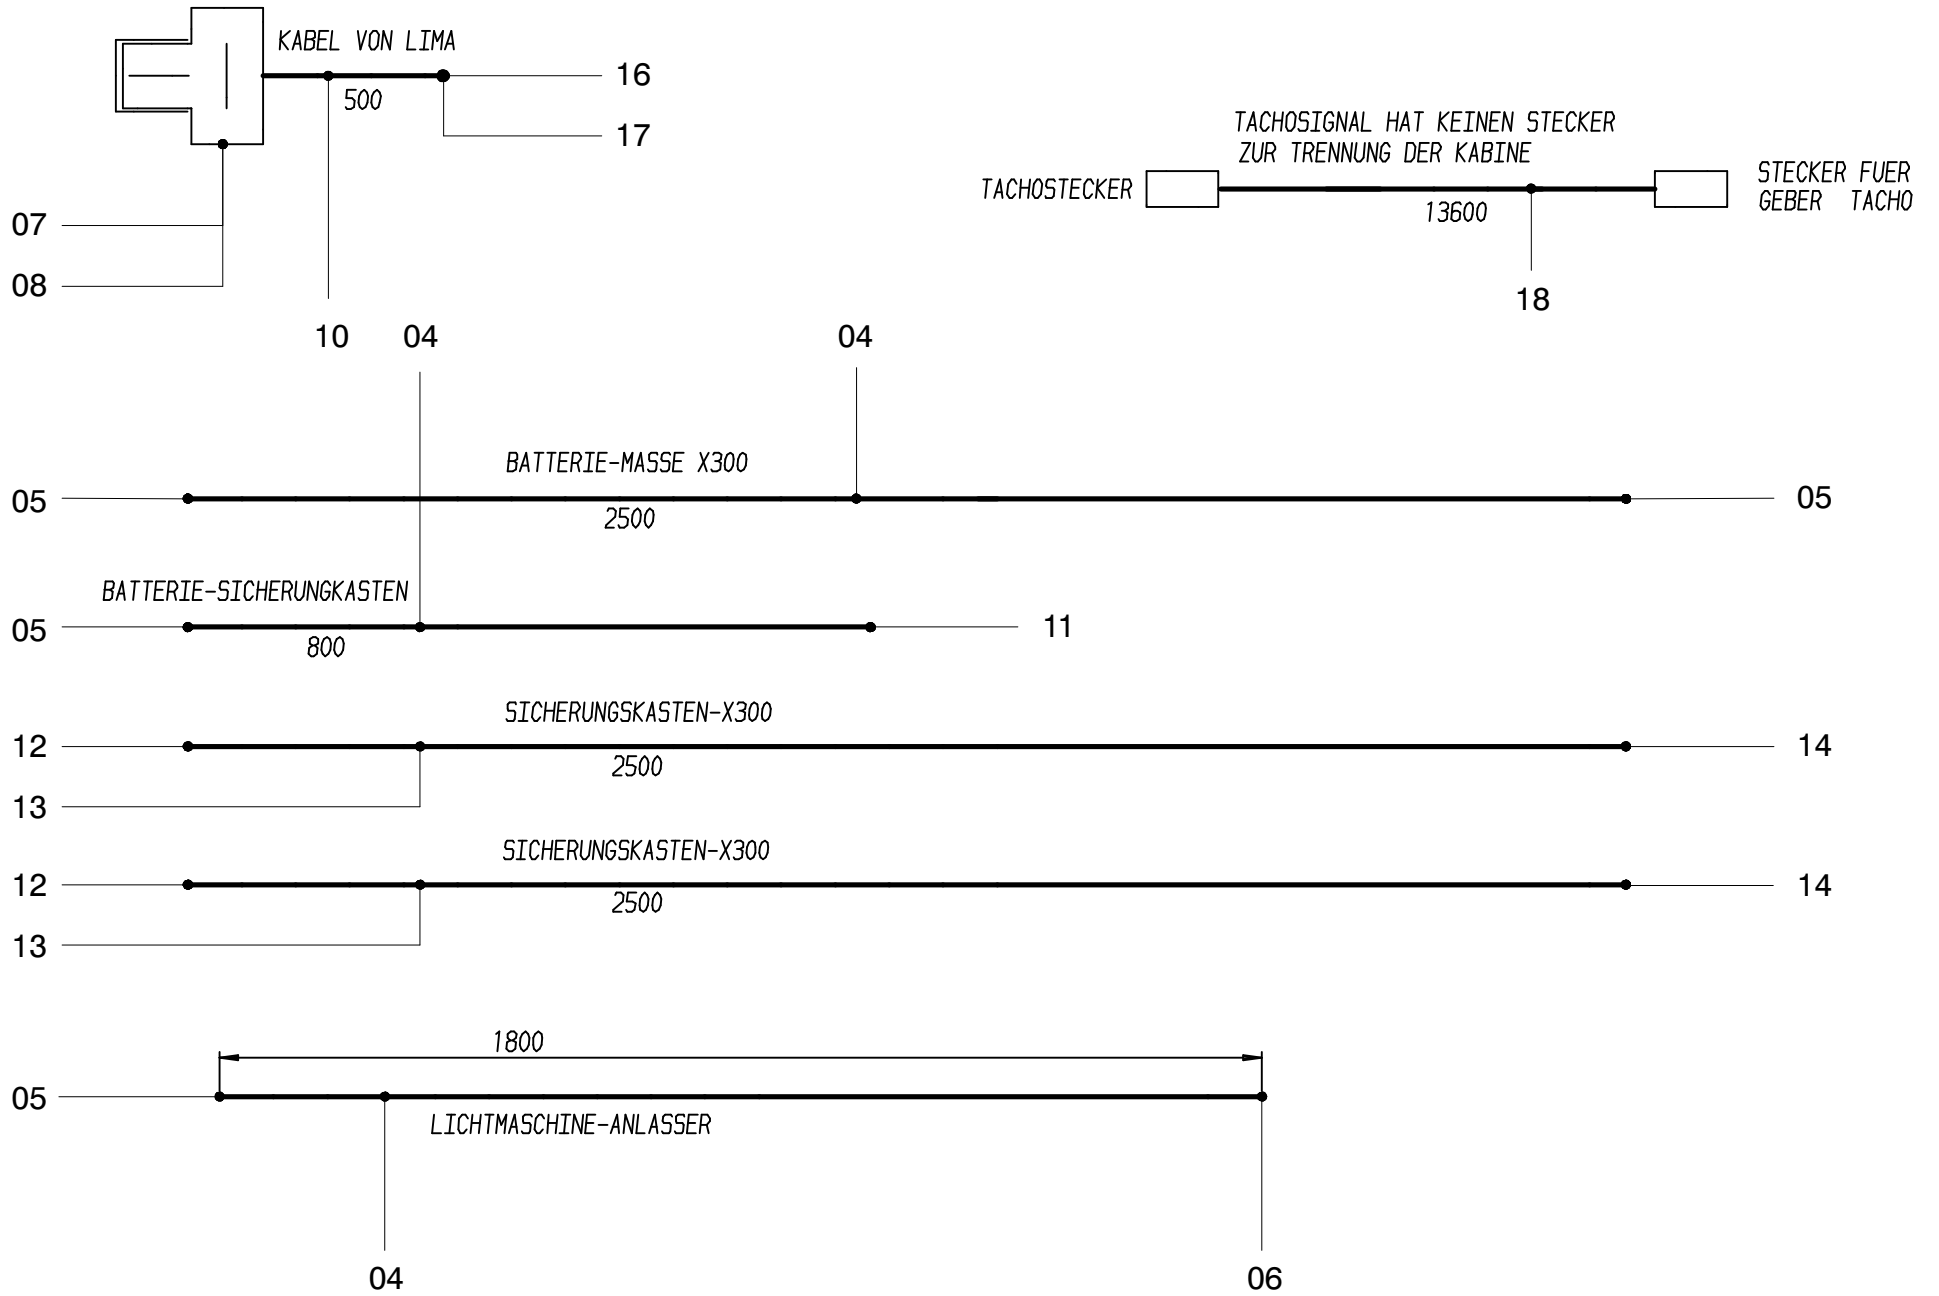 KABEL VON LIMA
16
500
17
TACHOSIGNAL HAT KEINEN STECKER
ZUR TRENNUNG DER KABINE
TACHOSTECKER
STECKER FUER
GEBER TACHO
13600
07
08
18
10
04
04
BATTERIE-MASSE X300
05
05
2500
BATTERIE-SICHERUNGKASTEN
05
11
800
SICHERUNGSKASTEN-X300
12
14
2500
13
SICHERUNGSKASTEN-X300
12
14
2500
13
1800
05
LICHTMASCHINE-ANLASSER
04
06